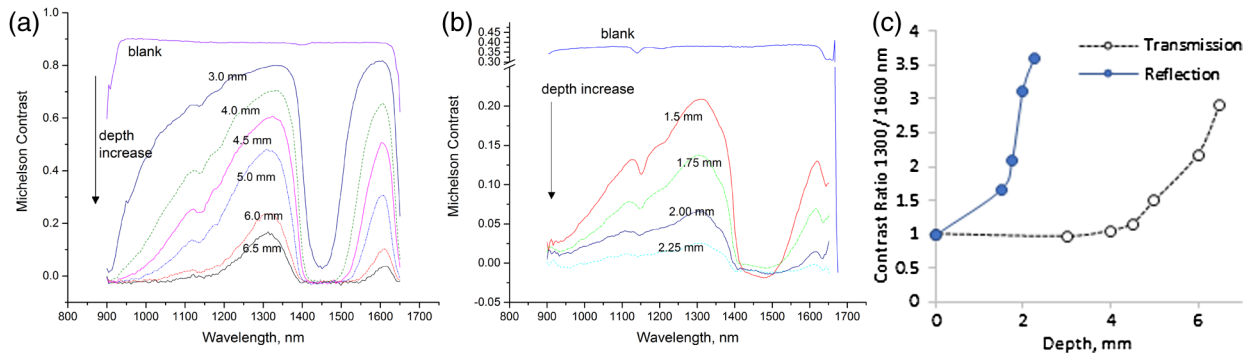 (a)
1.0
0.8
0.6
0.4
0.2
0.0
Michelson Contrast
blank
depth
increase
3.0 mm
4.0 mm
4.5 mm
5.0 mm
6.0 mm
6.5 mm
800 900 1000 1100 1200 1300 1400 1500 1600
Wavelength, nm
(b)
0.45
0.40
0.35
0.30
0.20
0.15
0.10
0.05
0.00
-0.05
Michelson Contrast
blank
depth increase
1.5 mm
1.75 mm
2.00 mm
2.25 mm
800 900 1000 1100 1200 1300 1400 1500 1600 1700
Wavelength, nm
(c)
Transmission
Reflection
4
3.5
3
2.5
2
1.5
1
0.5
0
Contrast Ratio 1300/ 1600 nm
0 2 4 6
Depth, mm